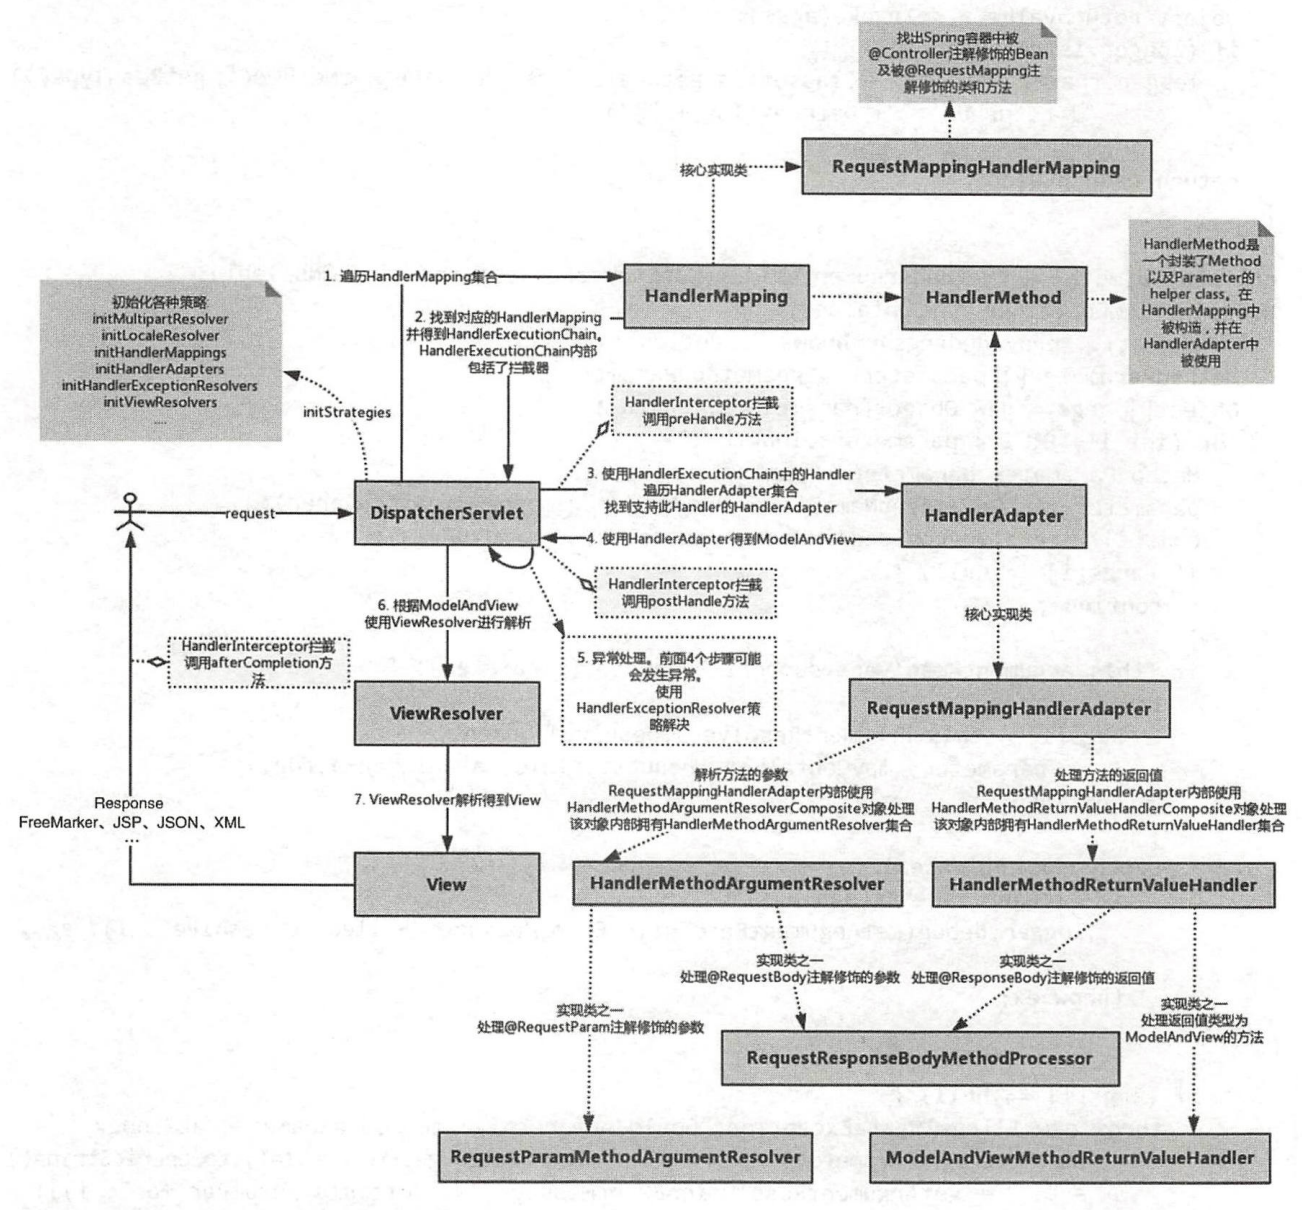 找出Spring容器中被
@Controller注解修饰的Bean
及被@RequestMapping注
解修饰的类和方法
核心实现类
RequestMappingHandlerMapping
HandlerMethod是
一个封装了Method
以及Parameter的
helper class。在
HandlerMapping中
被构造，并在
HandlerAdapter中
被使用
1. 遍历HandlerMapping集合
HandlerMapping
HandlerMethod
初始化各种策略
initMultipartResolver
initLocaleResolver
initHandlerMappings
initHandlerAdapters
initHandlerExceptionResolvers
initViewResolvers
....
2. 找到对应的HandlerMapping
并得到HandlerExecutionChain。
HandlerExecutionChain内部
包括了拦截器
initStrategies
HandlerInterceptor拦截
调用preHandle方法
3. 使用HandlerExecutionChain中的Handler
遍历HandlerAdapter集合
找到支持此Handler的HandlerAdapter
request
DispatcherServlet
HandlerAdapter
4. 使用HandlerAdapter得到ModelAndView
HandlerInterceptor拦截
调用postHandle方法
6. 根据ModelAndView
使用ViewResolver进行解析
核心实现类
HandlerInterceptor拦截
调用afterCompletion方
法
5. 异常处理。前面4个步骤可能
会发生异常。
使用
HandlerExceptionResolver策
略解决
ViewResolver
RequestMappingHandlerAdapter
7. ViewResolver解析得到View
解析方法的参数
RequestMappingHandlerAdapter内部使用
HandlerMethodArgumentResolverComposite对象处理
该对象内部拥有HandlerMethodArgumentResolver集合
处理方法的返回值
RequestMappingHandlerAdapter内部使用
HandlerMethodReturnValueHandlerComposite对象处理
该对象内部拥有HandlerMethodReturnValueHandler集合
Response
FreeMarker、JSP、JSON、XML
...
View
HandlerMethodArgumentResolver
HandlerMethodReturnValueHandler
实现类之一
处理@RequestBody注解修饰的参数
实现类之一
处理@ResponseBody注解修饰的返回值
实现类之一
处理@RequestParam注解修饰的参数
实现类之一
处理返回值类型为
ModelAndView的方法
RequestResponseBodyMethodProcessor
RequestParamMethodArgumentResolver
ModelAndViewMethodReturnValueHandler